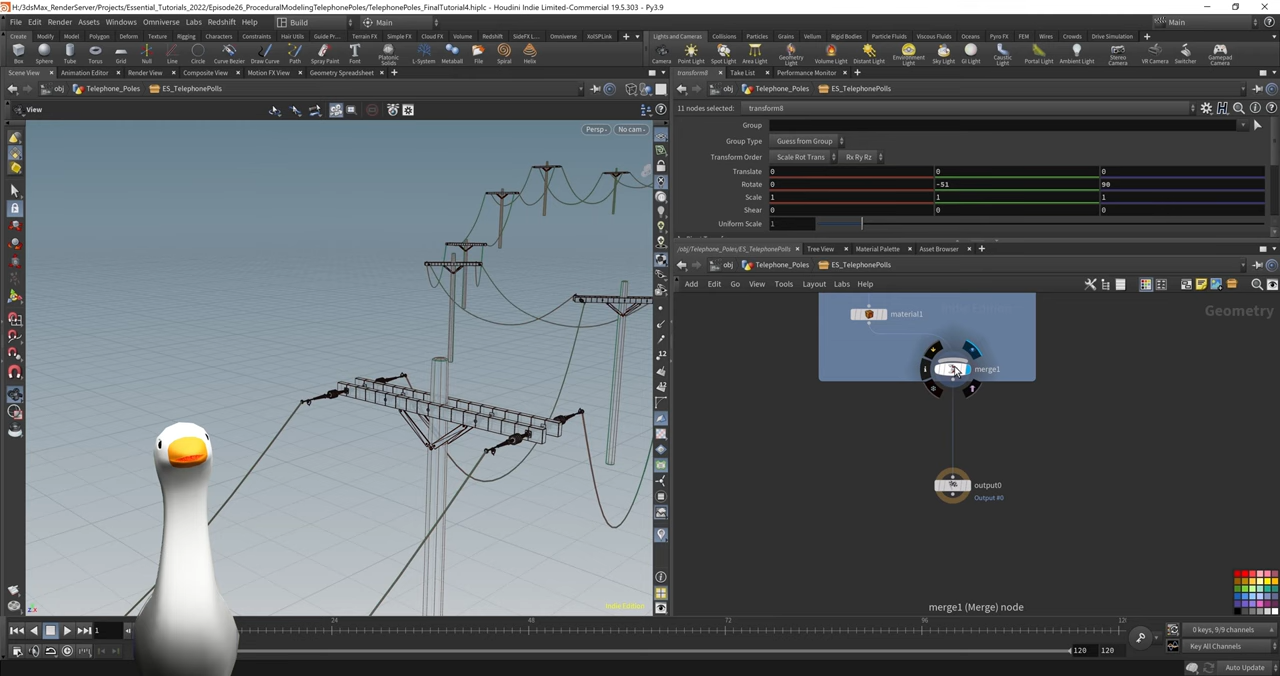 H:/3dsMax_RenderServer/Projects/Essential_Tutorials_2022/Episode26_ProceduralModelingTelephonePoles/TelephonePoles_FinalTutorial4.hiplc - Houdini Indie Limited-Commercial 19.5.303 - Py3.9
File Edit Render Assets Windows Omniverse Labs Redshift Help Build Main Main
Create Modify Model Polygon Deform Texture Rigging Characters Constraints Hair Utils Guide Pr... Terrain FX Simple FX Cloud FX Volume Redshift SideFX... Omniverse XolSPLink Lights and Cameras Collisions Particles Grains Vellum Rigid Bodies Particle Fluids Viscous Fluids Oceans Pyro FX FEM Wires Crowds Drive Simulation
Box Sphere Tube Torus Grid Null Line Circle Curve Bezier Draw Curve Path Spray Paint Font Platonic Solids L-System Metaball File Spiral Helix Camera Point Light Spot Light Area Light Geometry Light Volume Light Distant Light Environment Light Sky Light GI Light Caustic Light Portal Light Ambient Light Stereo Camera VR Camera Switcher Gamepad Camera
Scene View Animation Editor Render View Composite View Motion FX View Geometry Spreadsheet transform8 Take List Performance Monitor
obj Telephone_Poles ES_TelephonePolls obj Telephone_Poles ES_TelephonePolls
View
11 nodes selected: transform8
Group
Persp No cam
Group Type Guess from Group
Transform Order Scale Rot Trans Rx Ry Rz
Translate 0 0 0
Rotate 0 -51 90
Scale 1 1 1
Shear 0 0 0
Uniform Scale 1
/obj/Telephone_Poles/ES_TelephonePolls Tree View Material Palette Asset Browser
obj Telephone_Poles ES_TelephonePolls
Add Edit Go View Tools Layout Labs Help
Geometry
material1
merge1
output0
Output #0
Indie Edition
merge1 (Merge) node
1 24 48 72 96 12
0 keys, 9/9 channels
120 120 Key All Channels
Auto Update